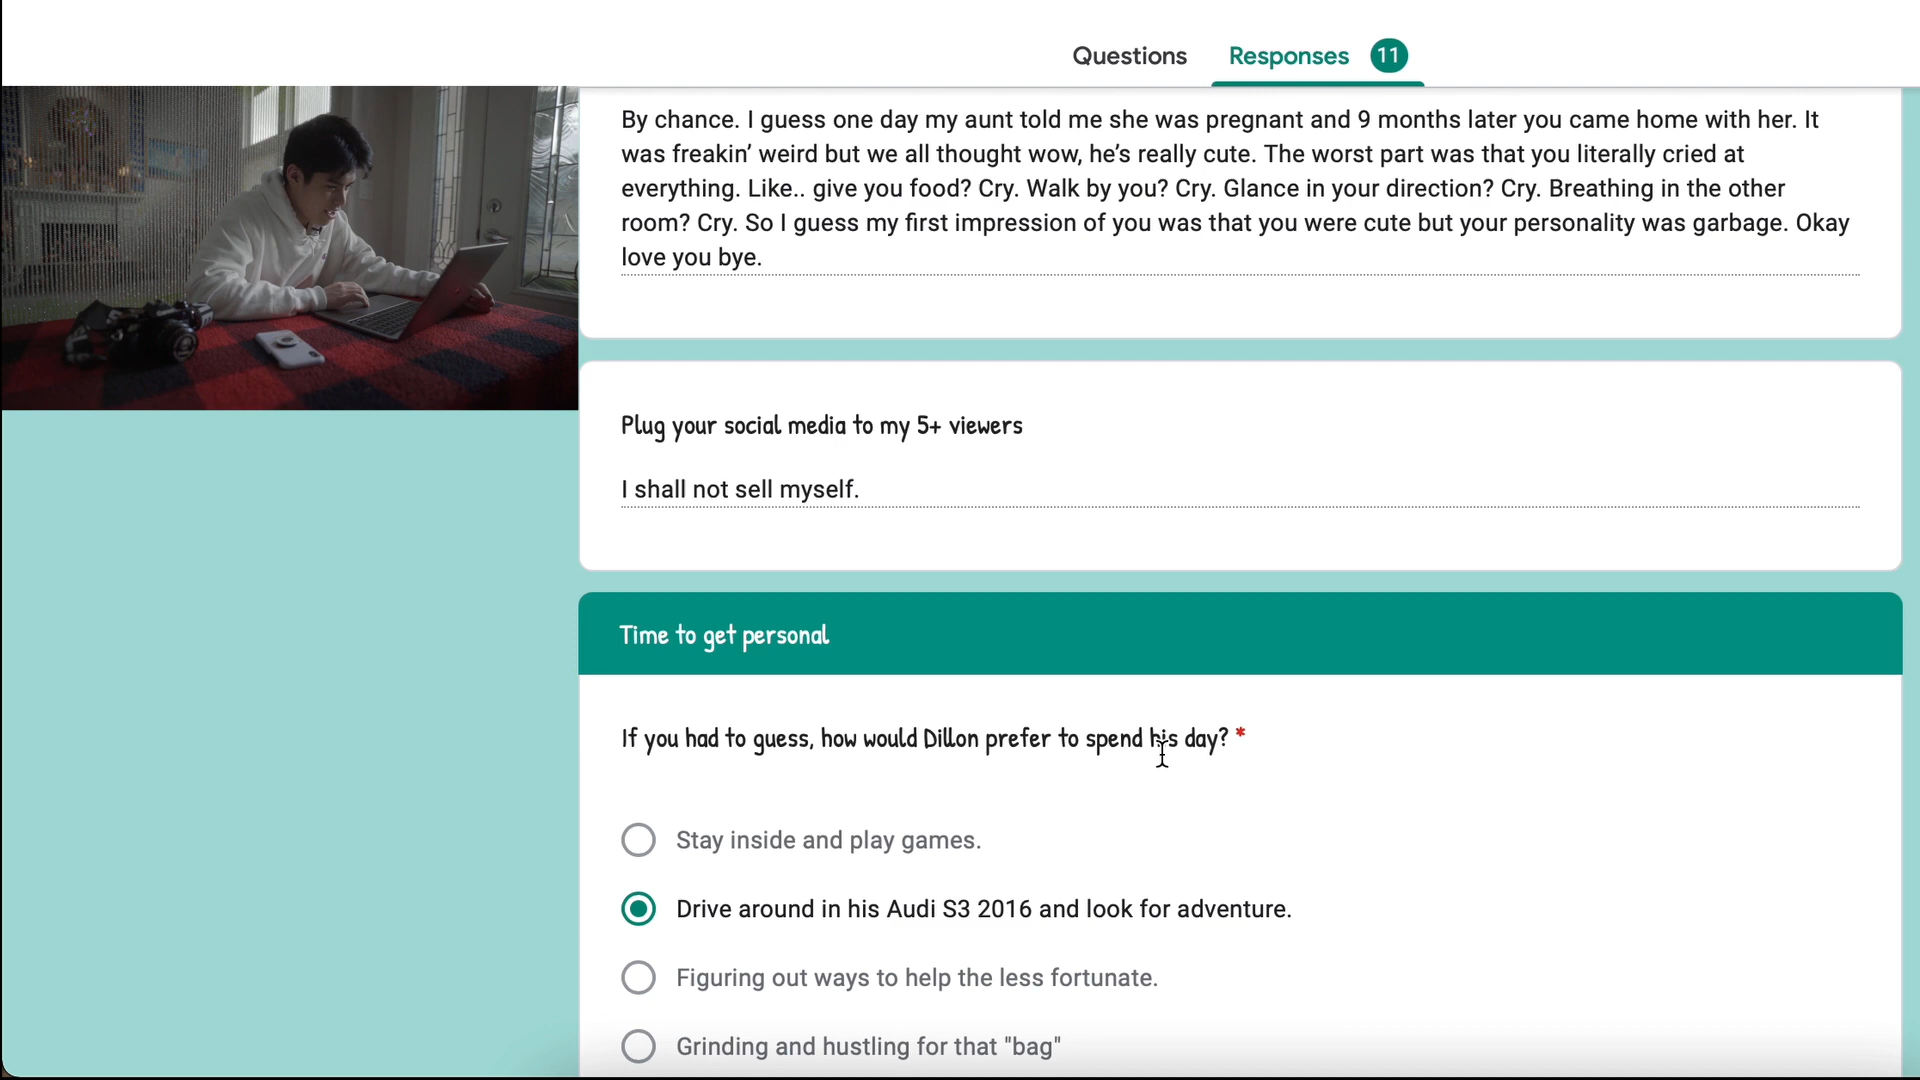 Questions
Responses 11
By chance. I guess one day my aunt told me she was pregnant and 9 months later you came home with her. It
was freakin’ weird but we all thought wow, he’s really cute. The worst part was that you literally cried at
everything. Like.. give you food? Cry. Walk by you? Cry. Glance in your direction? Cry. Breathing in the other
room? Cry. So I guess my first impression of you was that you were cute but your personality was garbage. Okay
love you bye.
Plug your social media to my 5+ viewers
I shall not sell myself.
Time to get personal
If you had to guess, how would Dillon prefer to spend his day? *
Stay inside and play games.
Drive around in his Audi S3 2016 and look for adventure.
Figuring out ways to help the less fortunate.
Grinding and hustling for that "bag"